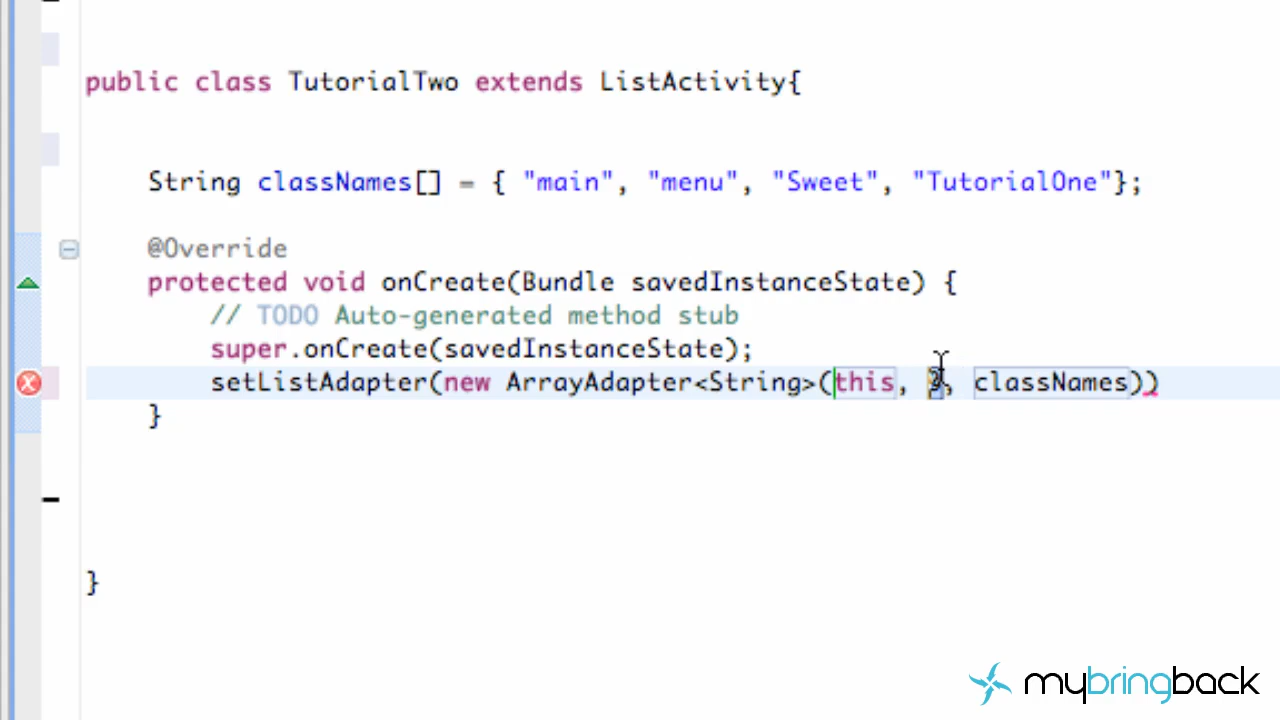 public class TutorialTwo extends ListActivity{
String classNames[] = { "main", "menu", "Sweet", "TutorialOne"};
@Override
protected void onCreate(Bundle savedInstanceState) {
// TODO Auto-generated method stub
super.onCreate(savedInstanceState);
setListAdapter(new ArrayAdapter<String>(this, , classNames))
}
}
mybringback